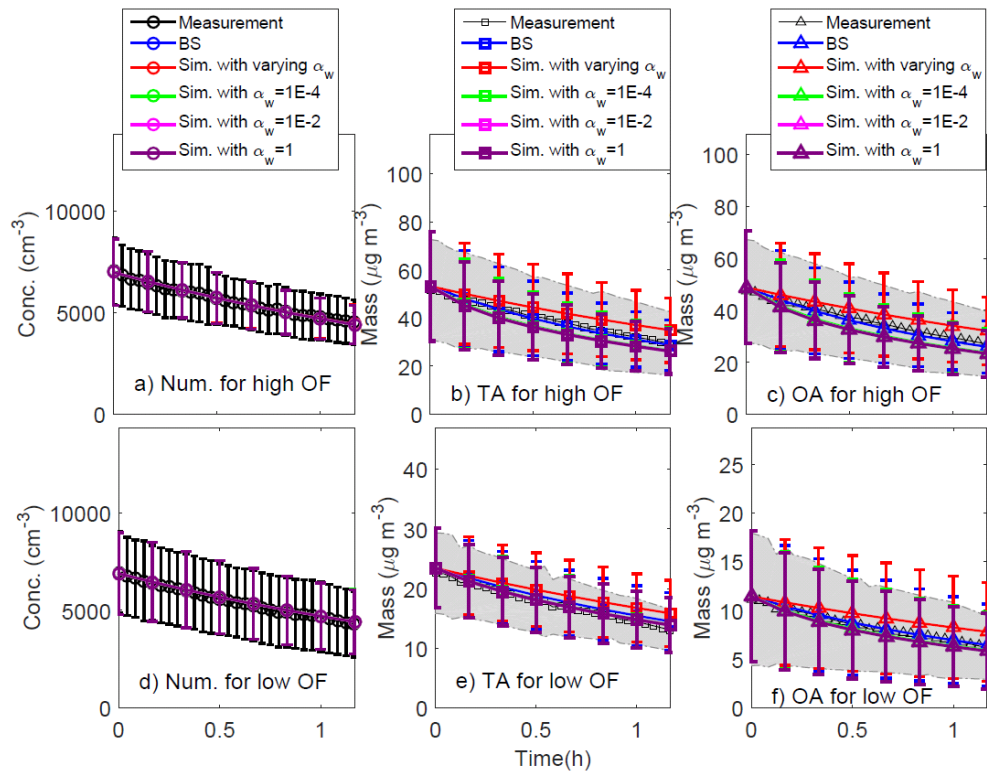 Measurement
BS
Sim. with varying α_w
Sim. with α_w=1E-4
Sim. with α_w=1E-2
Sim. with α_w=1
Measurement
BS
Sim. with varying α_w
Sim. with α_w=1E-4
Sim. with α_w=1E-2
Sim. with α_w=1
Measurement
BS
Sim. with varying α_w
Sim. with α_w=1E-4
Sim. with α_w=1E-2
Sim. with α_w=1
Conc. (cm⁻³)
10000
5000
0
a) Num. for high OF
Mass (μg m⁻³)
100
80
60
40
20
0
b) TA for high OF
Mass (μg m⁻³)
100
80
60
40
20
0
c) OA for high OF
Conc. (cm⁻³)
10000
5000
0
d) Num. for low OF
0
0.5
1
Mass (μg m⁻³)
40
30
20
10
0
e) TA for low OF
0
0.5
1
Time(h)
Mass (μg m⁻³)
25
20
15
10
5
0
f) OA for low OF
0
0.5
1